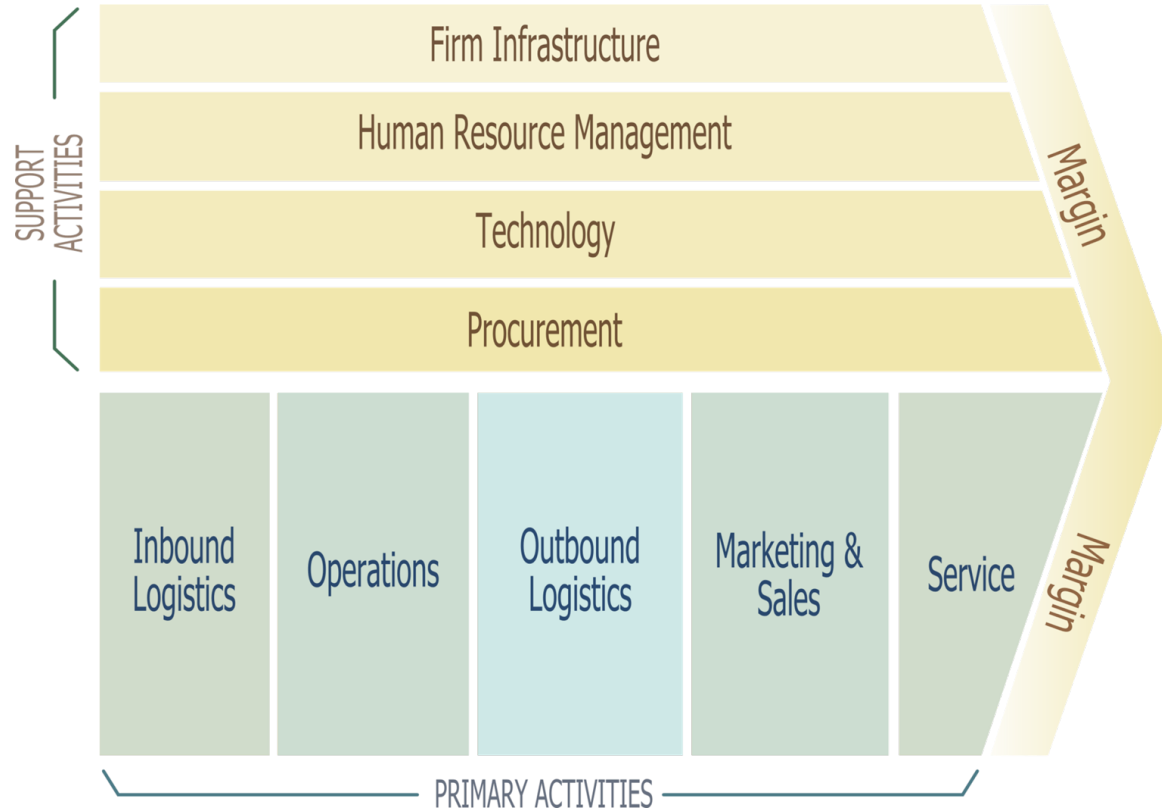 Firm Infrastructure
Human Resource Management
Technology
Procurement
SUPPORT
ACTIVITIES
Margin
Inbound
Logistics
Operations
Outbound
Logistics
Marketing &
Sales
Service
Margin
PRIMARY ACTIVITIES